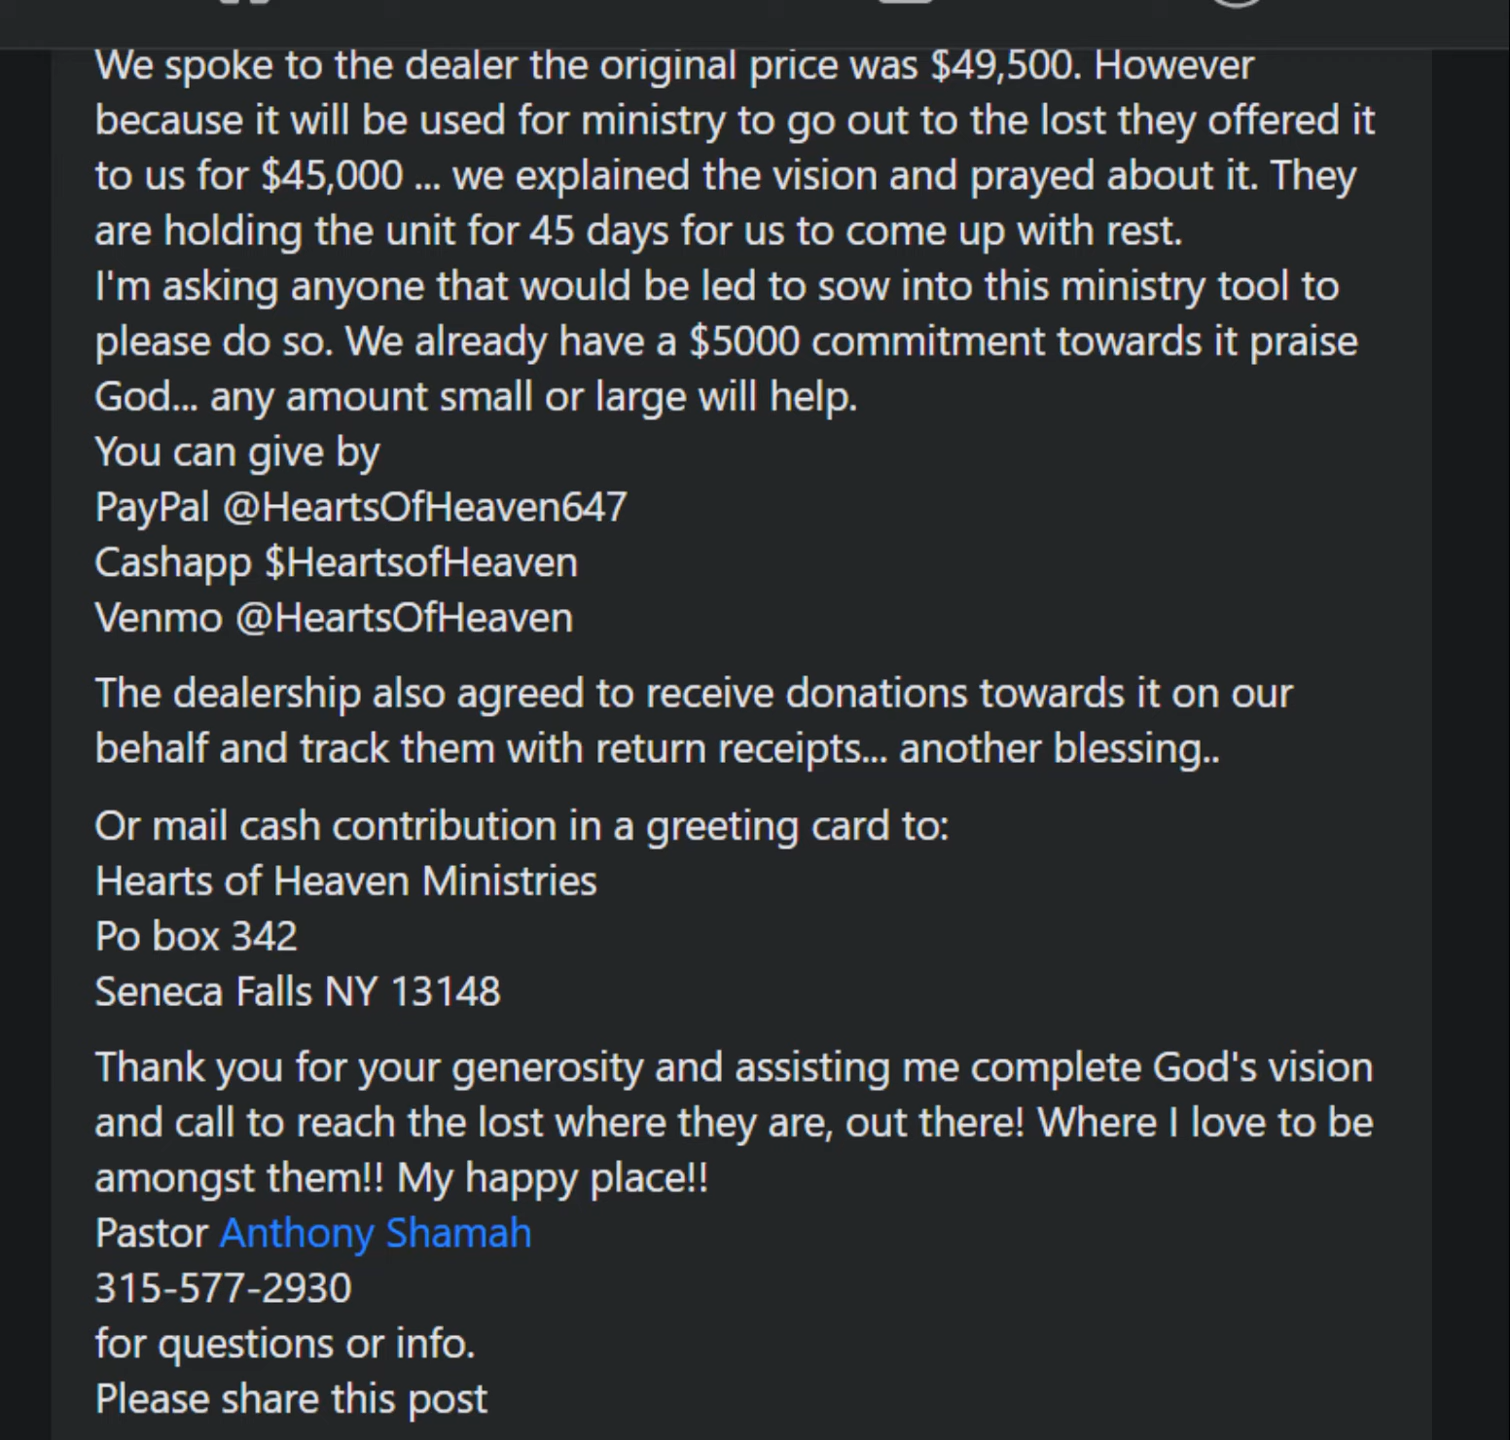 We spoke to the dealer the original price was $49,500. However
because it will be used for ministry to go out to the lost they offered it
to us for $45,000 ... we explained the vision and prayed about it. They
are holding the unit for 45 days for us to come up with rest.
I'm asking anyone that would be led to sow into this ministry tool to
please do so. We already have a $5000 commitment towards it praise
God... any amount small or large will help.
You can give by
PayPal @HeartsOfHeaven647
Cashapp $HeartsofHeaven
Venmo @HeartsOfHeaven
The dealership also agreed to receive donations towards it on our
behalf and track them with return receipts... another blessing..
Or mail cash contribution in a greeting card to:
Hearts of Heaven Ministries
Po box 342
Seneca Falls NY 13148
Thank you for your generosity and assisting me complete God's vision
and call to reach the lost where they are, out there! Where I love to be
amongst them!! My happy place!!
Pastor Anthony Shamah
315-577-2930
for questions or info.
Please share this post